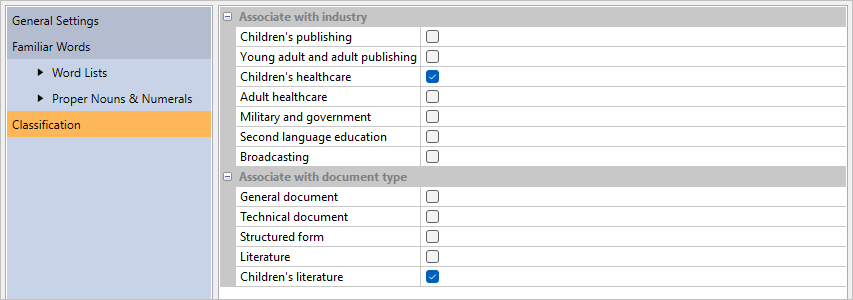 General Settings
Familiar Words
Word Lists
Proper Nouns & Numerals
Classification
Associate with industry
Children's publishing
Young adult and adult publishing
Children's healthcare
Adult healthcare
Military and government
Second language education
Broadcasting
Associate with document type
General document
Technical document
Structured form
Literature
Children's literature